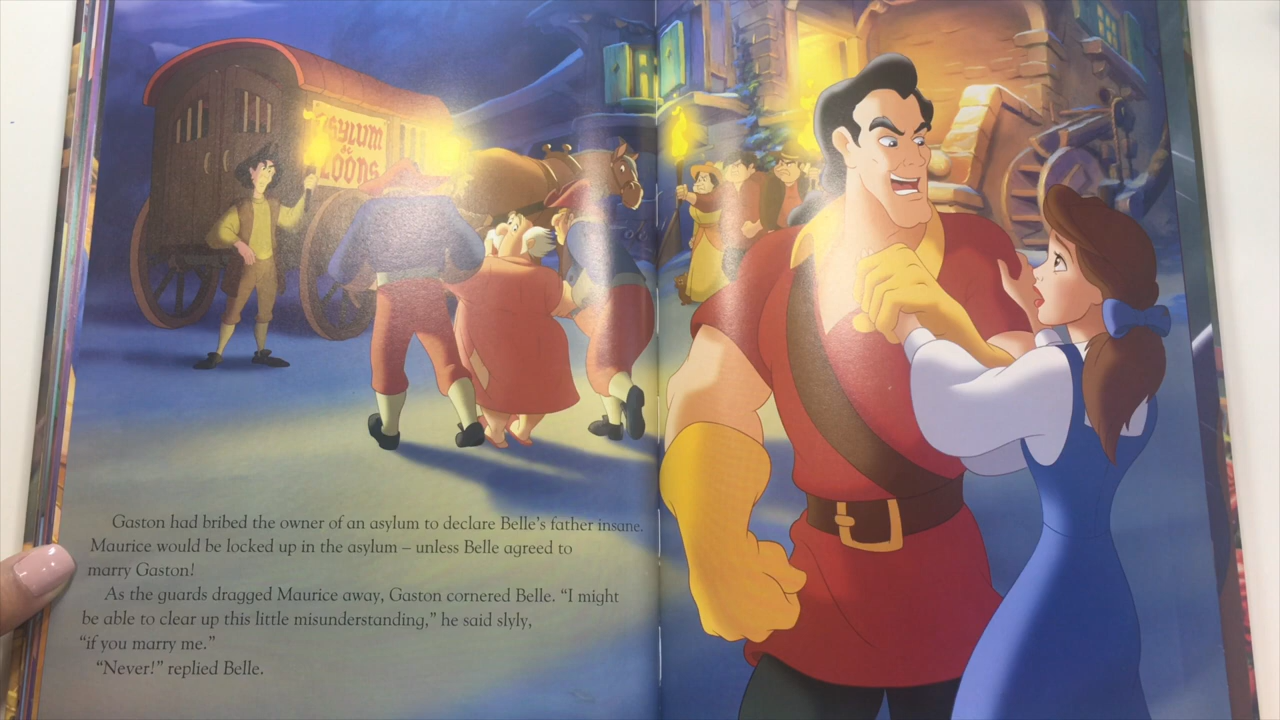 ASYLUM
de
LOONS
Gaston had bribed the owner of an asylum to declare Belle's father insane.
Maurice would be locked up in the asylum – unless Belle agreed to
marry Gaston!
As the guards dragged Maurice away, Gaston cornered Belle. “I might
be able to clear up this little misunderstanding,” he said slyly,
“if you marry me.”
“Never!” replied Belle.